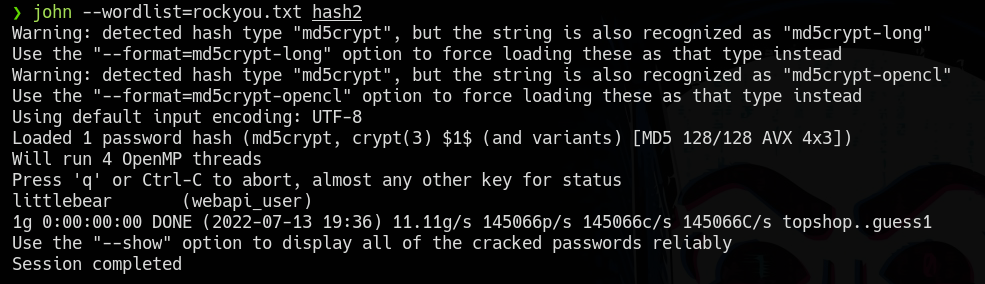 ❯ john --wordlist=rockyou.txt hash2
Warning: detected hash type "md5crypt", but the string is also recognized as "md5crypt-long"
Use the "--format=md5crypt-long" option to force loading these as that type instead
Warning: detected hash type "md5crypt", but the string is also recognized as "md5crypt-opencl"
Use the "--format=md5crypt-opencl" option to force loading these as that type instead
Using default input encoding: UTF-8
Loaded 1 password hash (md5crypt, crypt(3) $1$ (and variants) [MD5 128/128 AVX 4x3])
Will run 4 OpenMP threads
Press 'q' or Ctrl-C to abort, almost any other key for status
littlebear       (webapi_user)
1g 0:00:00:00 DONE (2022-07-13 19:36) 11.11g/s 145066p/s 145066c/s 145066C/s topshop..guess1
Use the "--show" option to display all of the cracked passwords reliably
Session completed